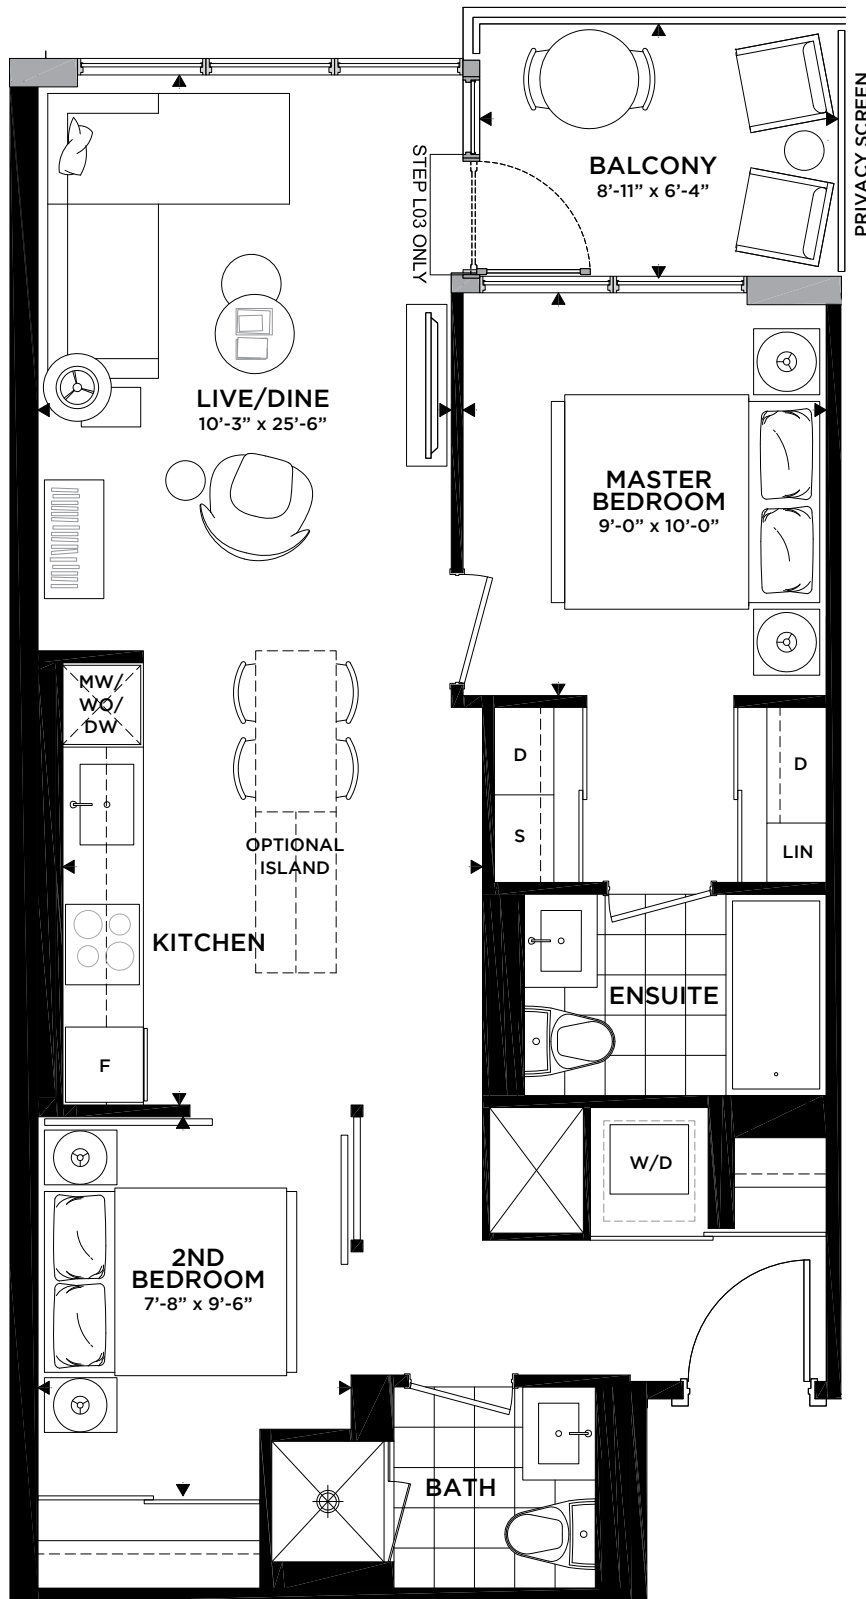 BALCONY
8'-11" x 6'-4"
PRIVACY SCREEN
STEP L03 ONLY
LIVE/DINE
10'-3" x 25'-6"
MASTER
BEDROOM
9'-0" x 10'-0"
MW/
WO/
DW
D
S
D
LIN
OPTIONAL
ISLAND
KITCHEN
ENSUITE
F
W/D
2ND
BEDROOM
7'-8" x 9'-6"
BATH